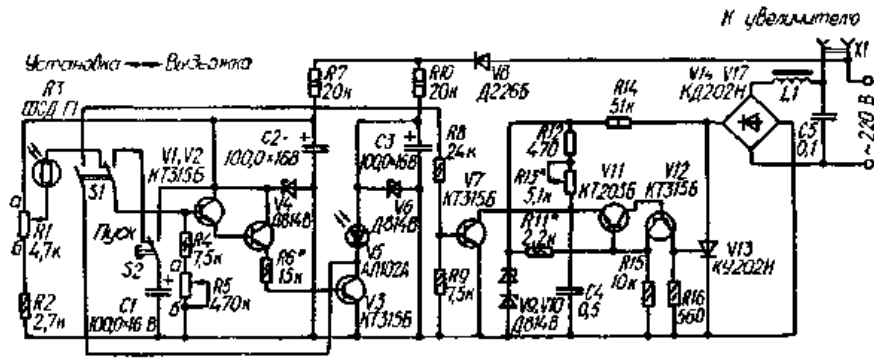 К увеличителю
X1
Установка — Выдержка
R3
ФСД Г1
S1
R1
4,7к
а
б
R2
2,7к
Пуск
S2
C1
100,0×16 В
V1, V2
КТ315Б
R4
7,5к
а
R5
470к
б
R6*
15к
V4
Д814В
C2
100,0×16В
R7
20к
R10
20к
C3
100,0×16В
V6
Д814В
V5
АЛ102А
V3
КТ315Б
V8
Д226Б
R8
24к
R9
7,5к
V7
КТ315Б
R14
51к
R12
470
R13*
5,1к
R11*
2,2к
V9,V10
Д814В
C4
0,5
V11
КТ203Б
V12
КТ315Б
R15
10к
R16
560
V13
КУ202Н
V14 V17
КД202Н
L1
C5
0,1
~220 В